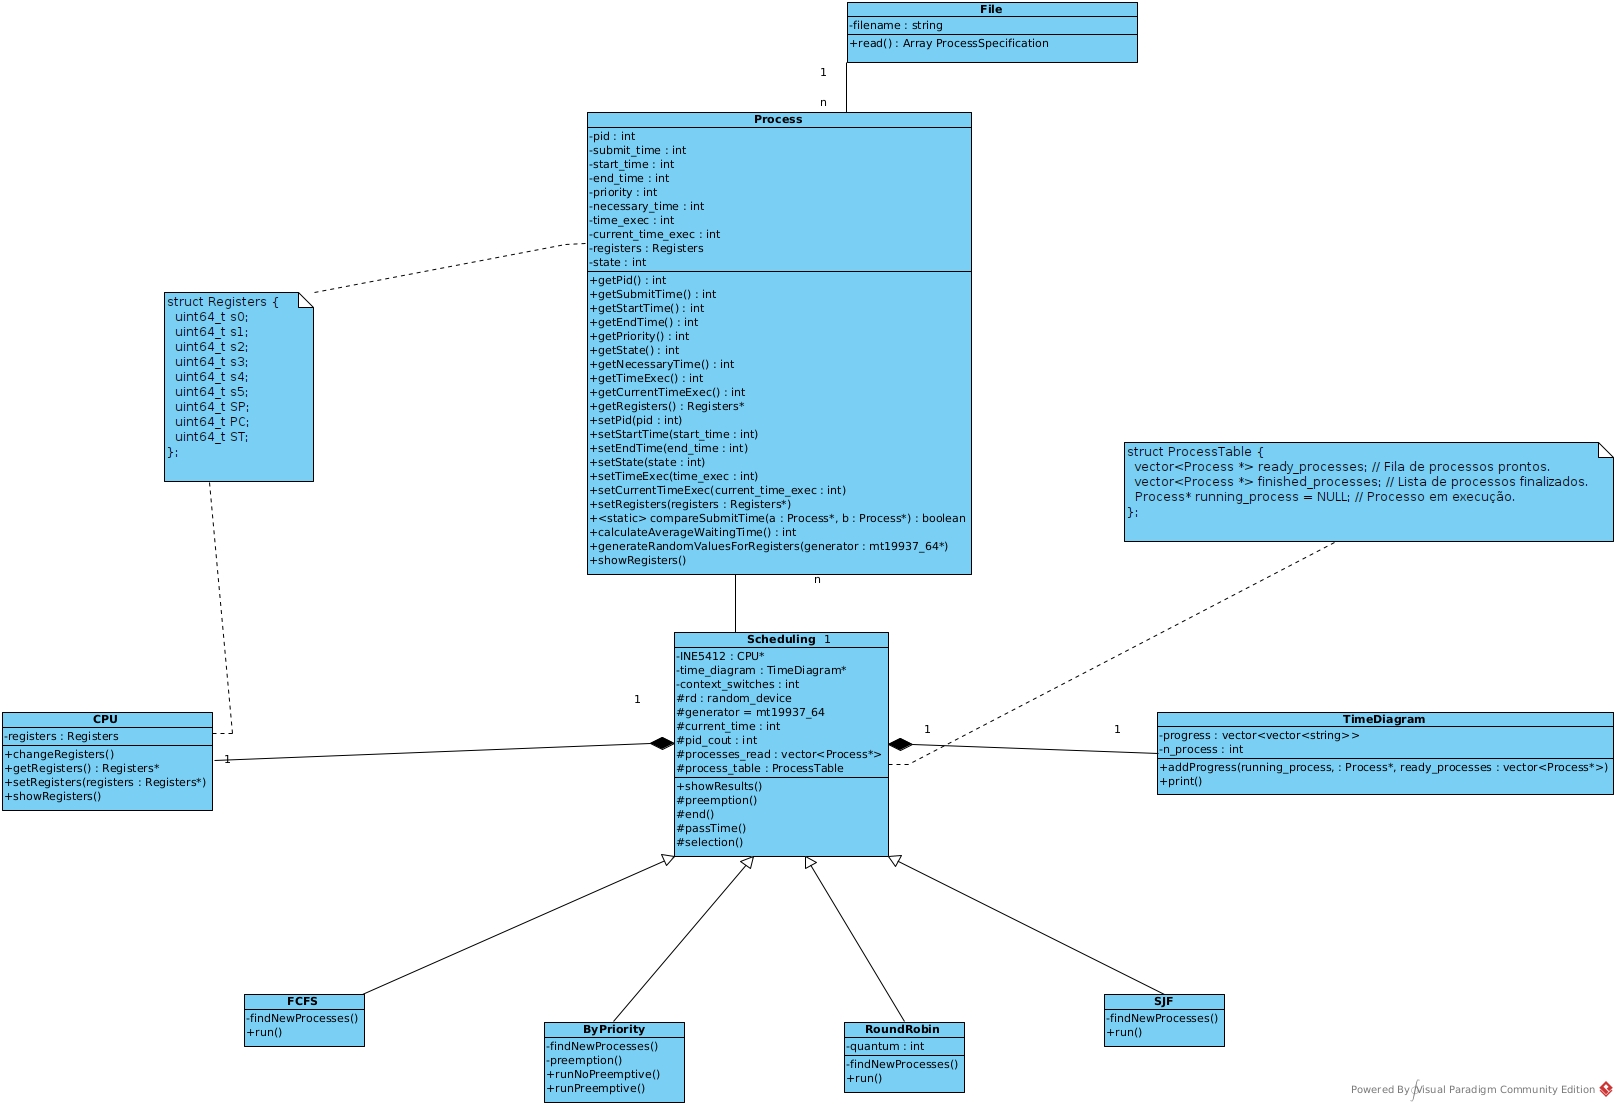 File
-filename : string
+read() : Array ProcessSpecification
1
n
Process
-pid : int
-submit_time : int
-start_time : int
-end_time : int
-priority : int
-necessary_time : int
-time_exec : int
-current_time_exec : int
-registers : Registers
-state : int
+getPid() : int
+getSubmitTime() : int
+getStartTime() : int
+getEndTime() : int
+getPriority() : int
+getState() : int
+getNecessaryTime() : int
+getTimeExec() : int
+getCurrentTimeExec() : int
+getRegisters() : Registers*
+setPid(pid : int)
+setStartTime(start_time : int)
+setEndTime(end_time : int)
+setState(state : int)
+setTimeExec(time_exec : int)
+setCurrentTimeExec(current_time_exec : int)
+setRegisters(registers : Registers*)
+<static> compareSubmitTime(a : Process*, b : Process*) : boolean
+calculateAverageWaitingTime() : int
+generateRandomValuesForRegisters(generator : mt19937_64*)
+showRegisters()
struct Registers {
uint64_t s0;
uint64_t s1;
uint64_t s2;
uint64_t s3;
uint64_t s4;
uint64_t s5;
uint64_t SP;
uint64_t PC;
uint64_t ST;
};
struct ProcessTable {
vector<Process *> ready_processes; // Fila de processos prontos.
vector<Process *> finished_processes; // Lista de processos finalizados.
Process* running_process = NULL; // Processo em execução.
};
n
Scheduling 1
-INE5412 : CPU*
-time_diagram : TimeDiagram*
-context_switches : int
#rd : random_device
#generator = mt19937_64
#current_time : int
#pid_cout : int
#processes_read : vector<Process*>
#process_table : ProcessTable
+showResults()
#preemption()
#end()
#passTime()
#selection()
1
1
CPU
-registers : Registers
+changeRegisters()
+getRegisters() : Registers*
+setRegisters(registers : Registers*)
+showRegisters()
1
1
TimeDiagram
-progress : vector<vector<string>>
-n_process : int
+addProgress(running_process, : Process*, ready_processes : vector<Process*>)
+print()
FCFS
-findNewProcesses()
+run()
ByPriority
-findNewProcesses()
-preemption()
+runNoPreemptive()
+runPreemptive()
RoundRobin
-quantum : int
-findNewProcesses()
+run()
SJF
-findNewProcesses()
+run()
Powered By Visual Paradigm Community Edition